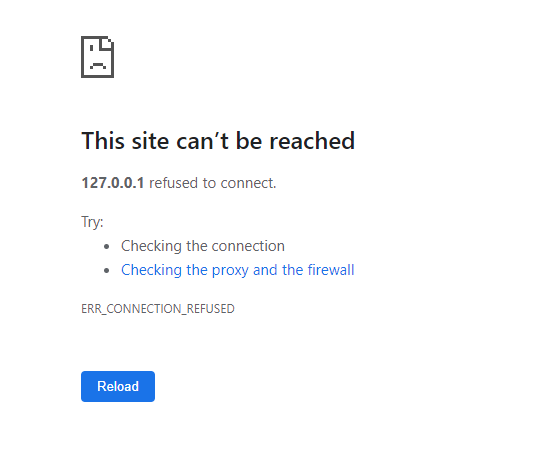 This site can’t be reached
127.0.0.1 refused to connect.
Try:
• Checking the connection
• Checking the proxy and the firewall
ERR_CONNECTION_REFUSED
Reload